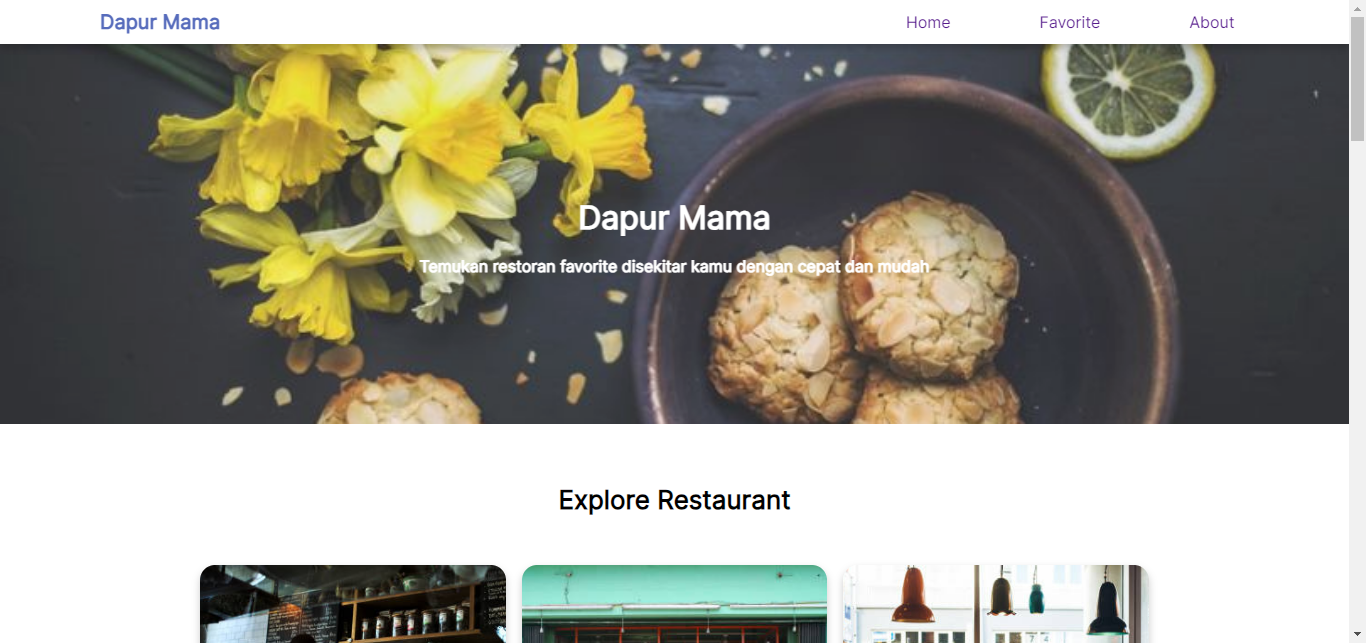 Dapur Mama
Home
Favorite
About
Dapur Mama
Temukan restoran favorite disekitar kamu dengan cepat dan mudah
Explore Restaurant